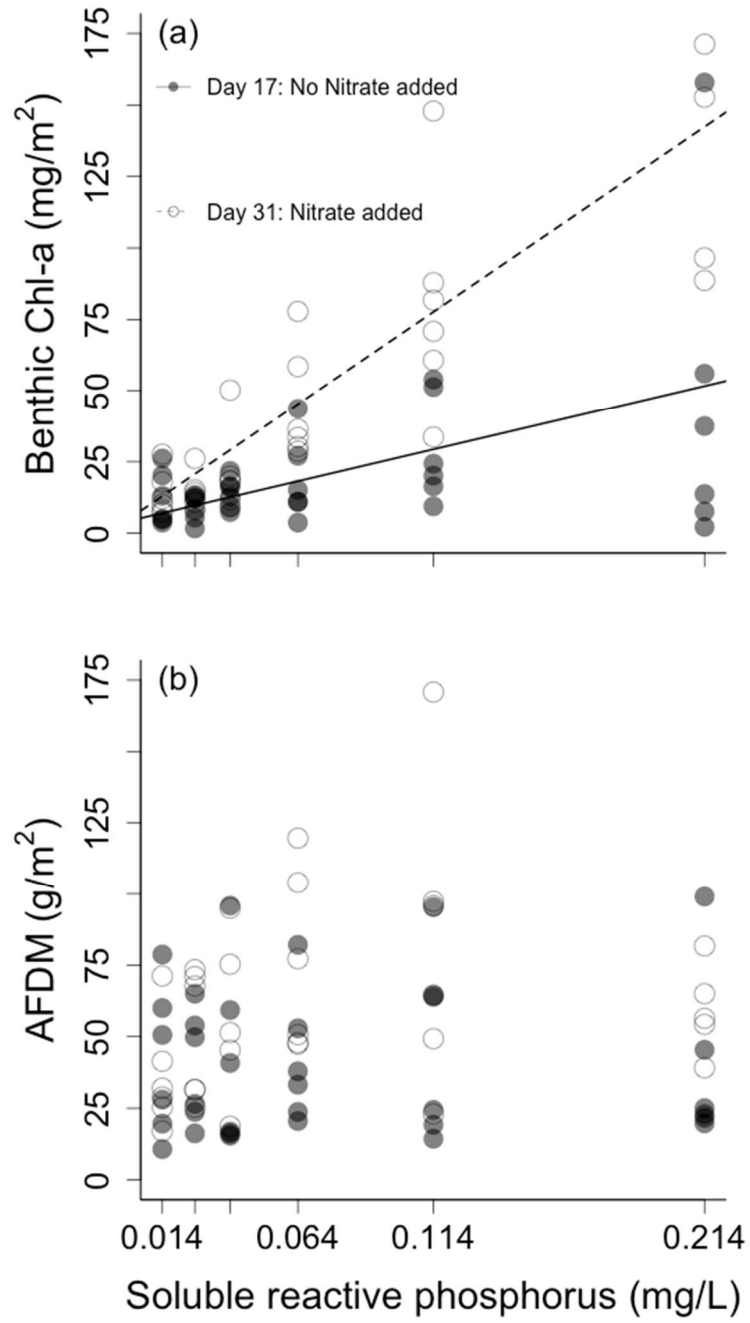 (a)
175
125
75
50
25
0
Benthic Chl-a (mg/m²)
Day 17: No Nitrate added
Day 31: Nitrate added
(b)
175
125
75
50
25
0
AFDM (g/m²)
0.014 0.064 0.114 0.214
Soluble reactive phosphorus (mg/L)